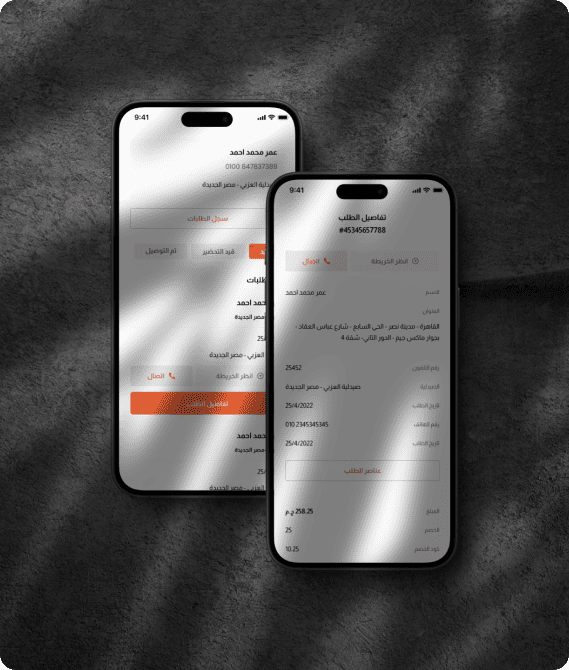 9:41
عمر محمد احمد
0100 647837389
صيدلية العزبي - مصر الجديدة
سجل الطلبات
قيد التحضير
تم التوصيل
محمد احمد
مصر الجديدة
العزبي - مصر الجديدة
انظر الخريطة
اتصال
تفاصيل الطلب
محمد احمد
مصر الجديدة
العزبي - مصر الجديدة
9:41
تفاصيل الطلب
#45345657788
انظر الخريطة
اتصال
الاسم
عمر محمد احمد
العنوان
القاهرة - مدينة نصر - الحي السابع - شارع عباس العقاد -
بجوار ماكس جيم - الدور الثاني- شقة 4
رقم التامين
25452
الصيدلية
صيدلية العزبي - مصر الجديدة
تاريخ الطلب
25/4/2022
رقم الهاتف
010 2345345345
تاريخ الطلب
25/4/2022
عناصر الطلب
المبلغ
258.25 ج.م
الخصم
25
كود الخصم
10.25